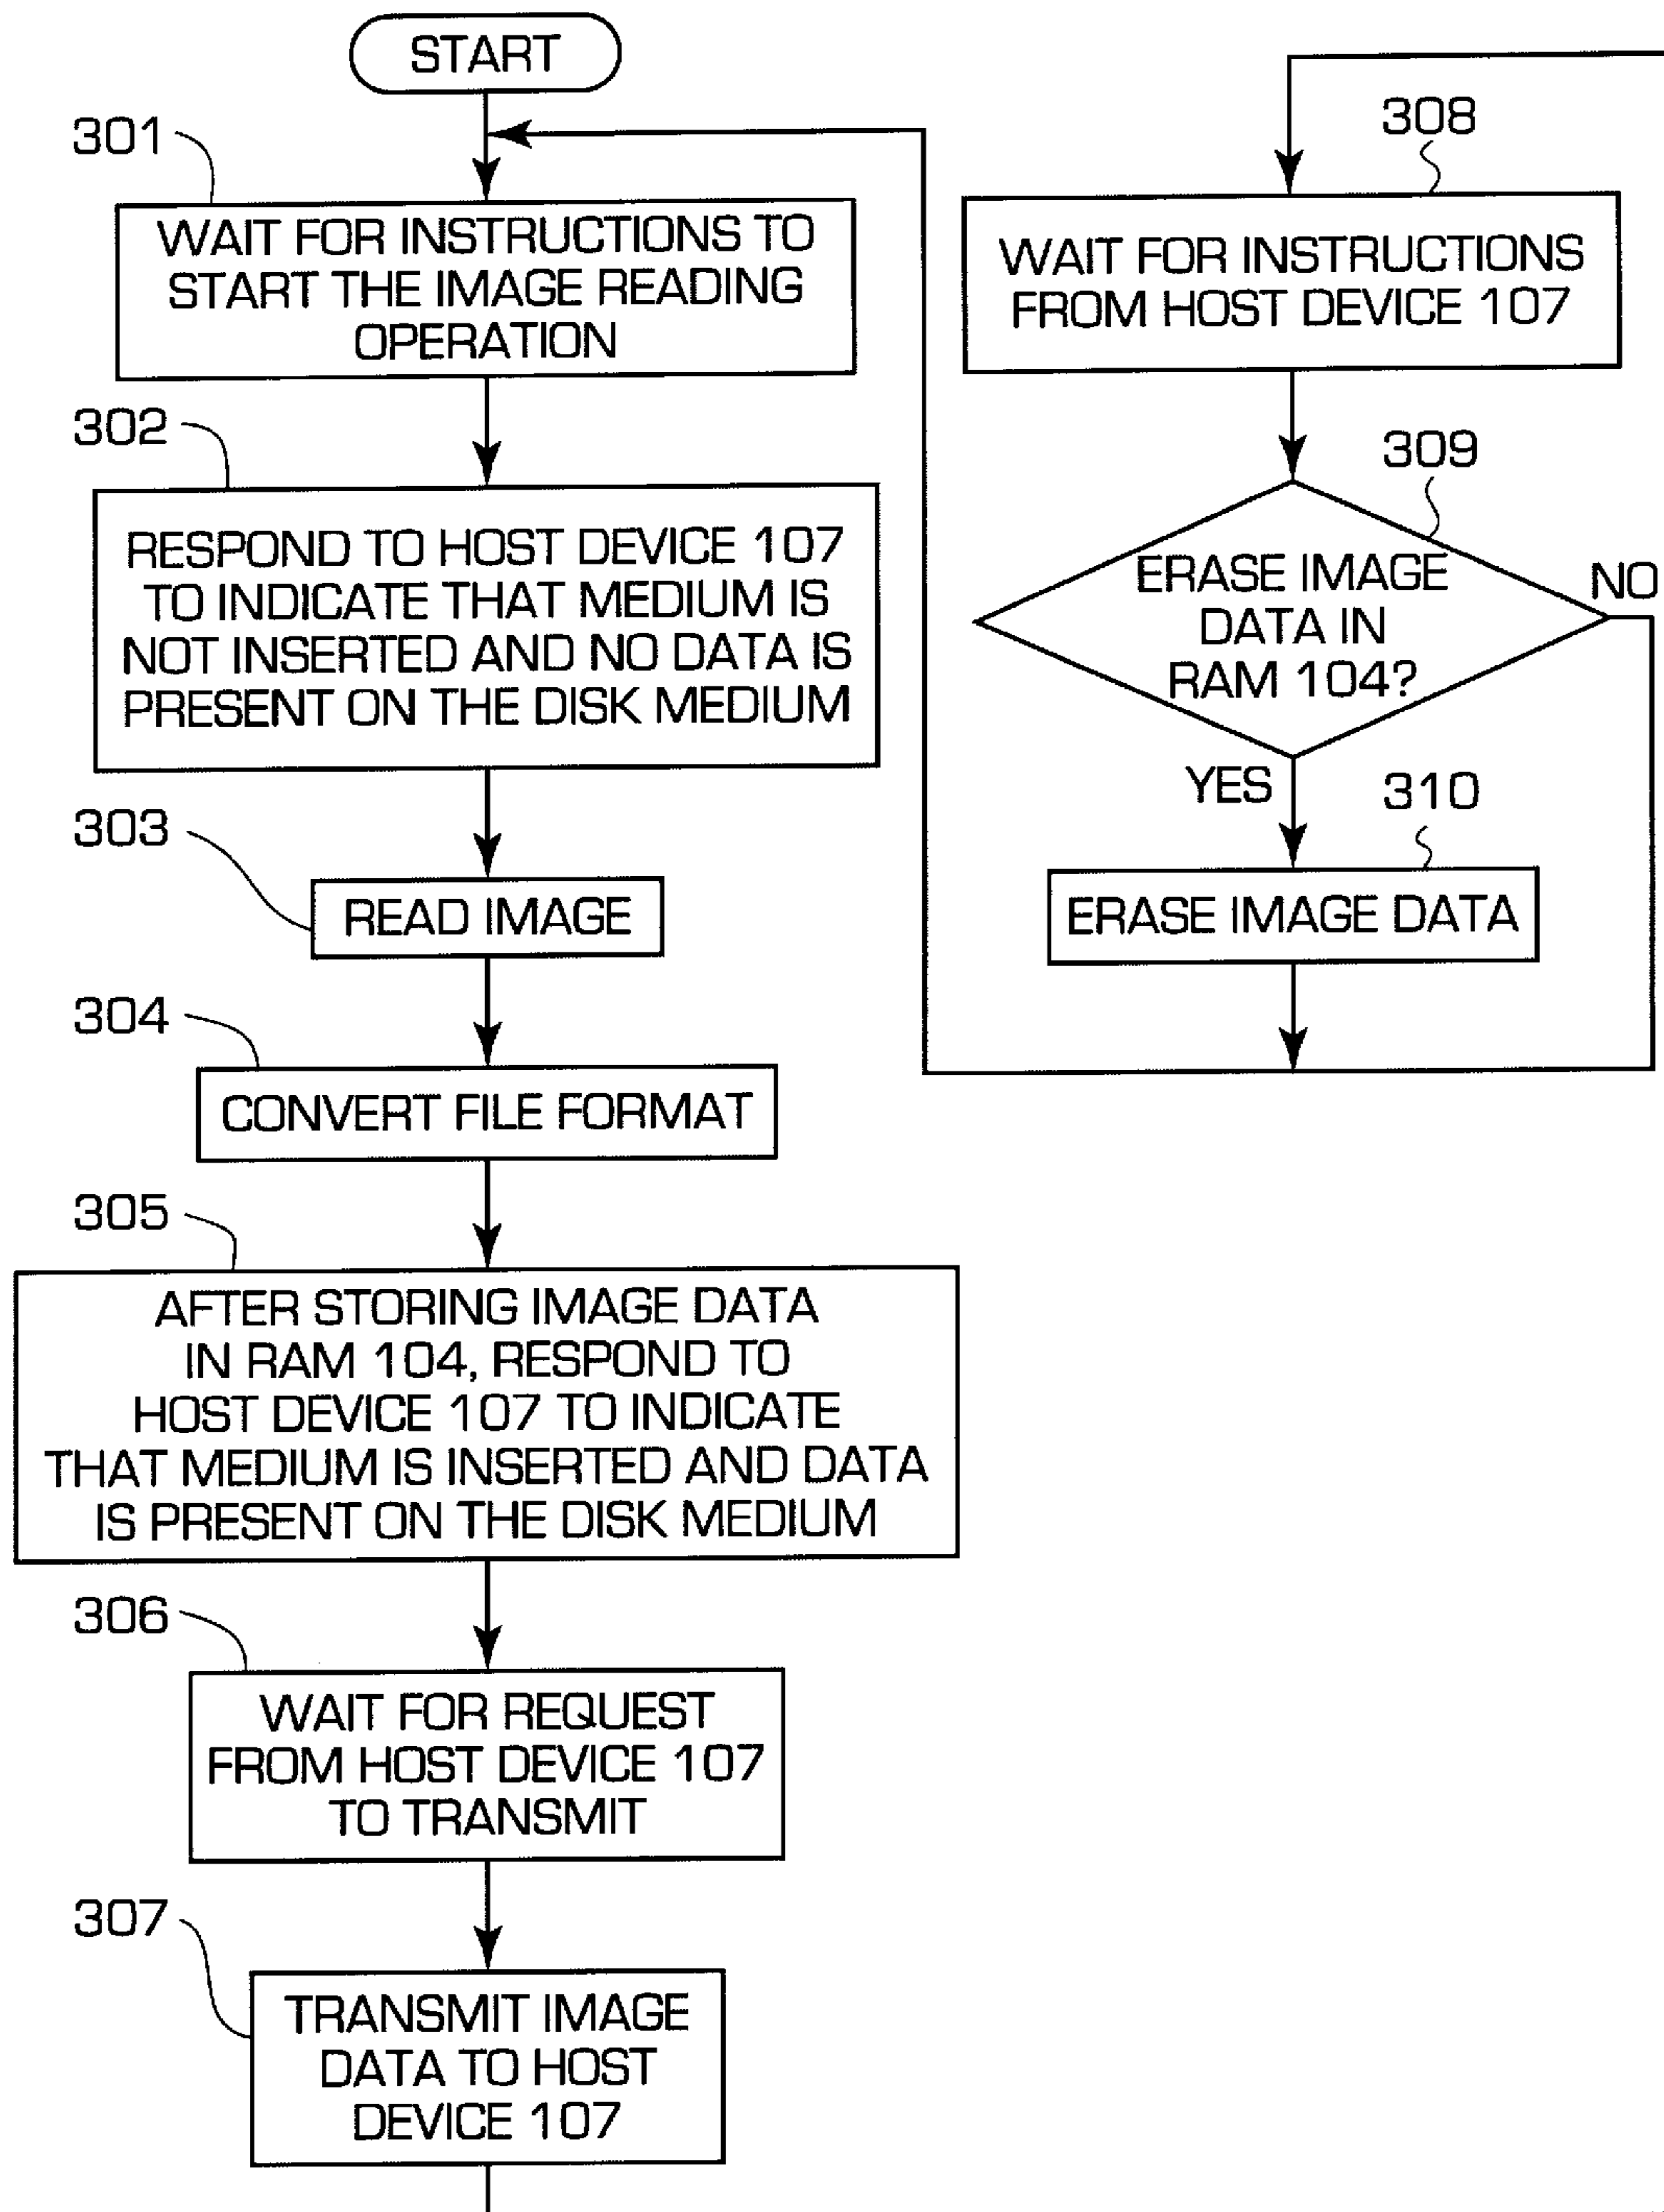 START
301
WAIT FOR INSTRUCTIONS TO
START THE IMAGE READING
OPERATION
302
RESPOND TO HOST DEVICE 107
TO INDICATE THAT MEDIUM IS
NOT INSERTED AND NO DATA IS
PRESENT ON THE DISK MEDIUM
303
READ IMAGE
304
CONVERT FILE FORMAT
305
AFTER STORING IMAGE DATA
IN RAM 104, RESPOND TO
HOST DEVICE 107 TO INDICATE
THAT MEDIUM IS INSERTED AND DATA
IS PRESENT ON THE DISK MEDIUM
306
WAIT FOR REQUEST
FROM HOST DEVICE 107
TO TRANSMIT
307
TRANSMIT IMAGE
DATA TO HOST
DEVICE 107
308
WAIT FOR INSTRUCTIONS
FROM HOST DEVICE 107
309
ERASE IMAGE
DATA IN
RAM 104?
NO
YES
310
ERASE IMAGE DATA